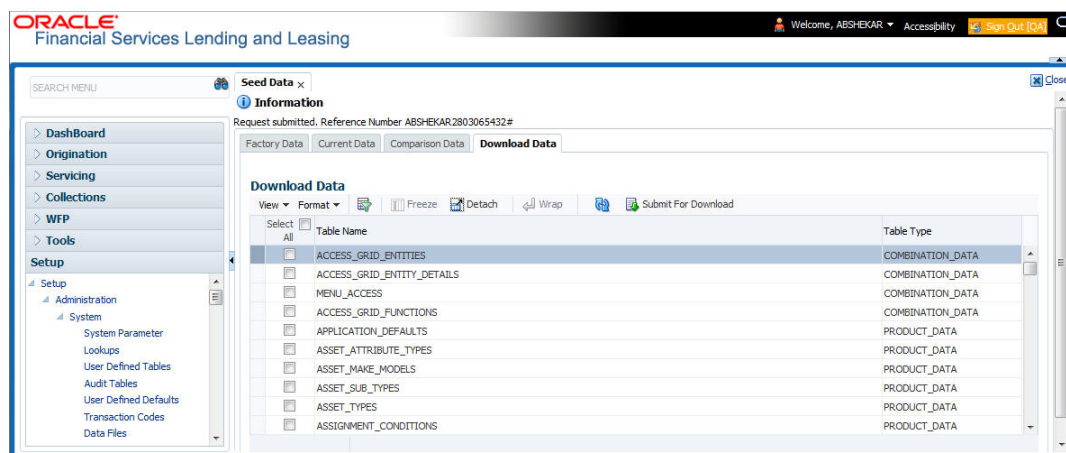 ORACLE
Financial Services Lending and Leasing
Welcome, ABSHEKAR Accessibility Sign Out [QA]
SEARCH MENU
DashBoard
Origination
Servicing
Collections
WFP
Tools
Setup
Setup
Administration
System
System Parameter
Lookups
User Defined Tables
Audit Tables
User Defined Defaults
Transaction Codes
Data Files
Seed Data x
Close
Information
Request submitted. Reference Number ABSHEKAR2803065432#
Factory Data Current Data Comparison Data Download Data
Download Data
View Format Freeze Detach Wrap Submit For Download
Select All Table Name Table Type
ACCESS_GRID_ENTITIES COMBINATION_DATA
ACCESS_GRID_ENTITY_DETAILS COMBINATION_DATA
MENU_ACCESS COMBINATION_DATA
ACCESS_GRID_FUNCTIONS COMBINATION_DATA
APPLICATION_DEFAULTS PRODUCT_DATA
ASSET_ATTRIBUTE_TYPES PRODUCT_DATA
ASSET_MAKE_MODELS PRODUCT_DATA
ASSET_SUB_TYPES PRODUCT_DATA
ASSET_TYPES PRODUCT_DATA
ASSIGNMENT_CONDITIONS PRODUCT_DATA